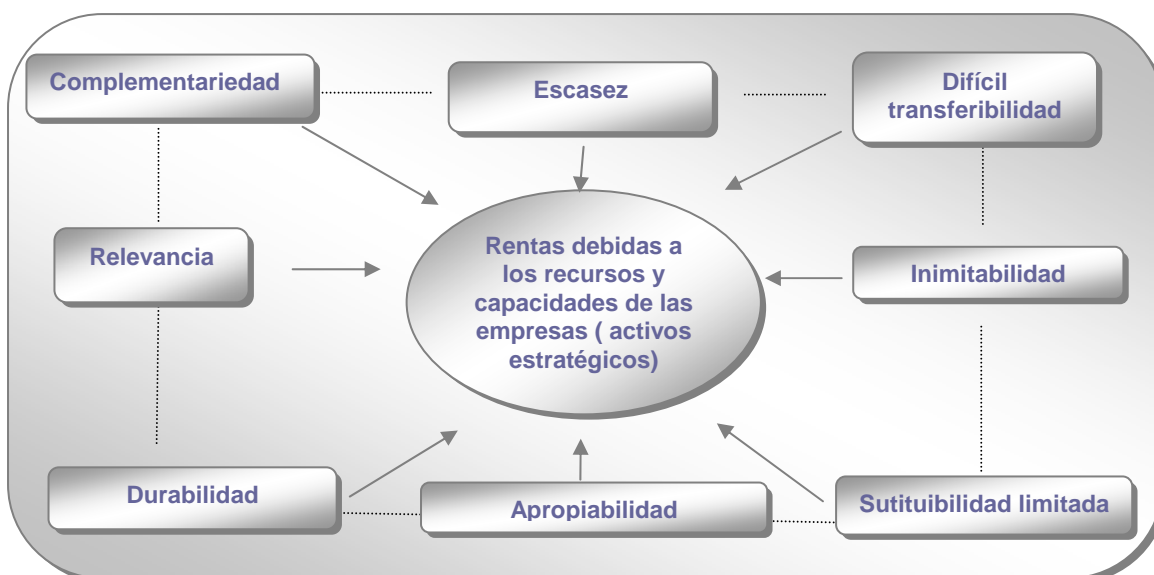 Complementariedad
Escasez
Difícil
transferibilidad
Relevancia
Rentas debidas a
los recursos y
capacidades de las
empresas ( activos
estratégicos)
Inimitabilidad
Durabilidad
Apropiabilidad
Sutituibilidad limitada